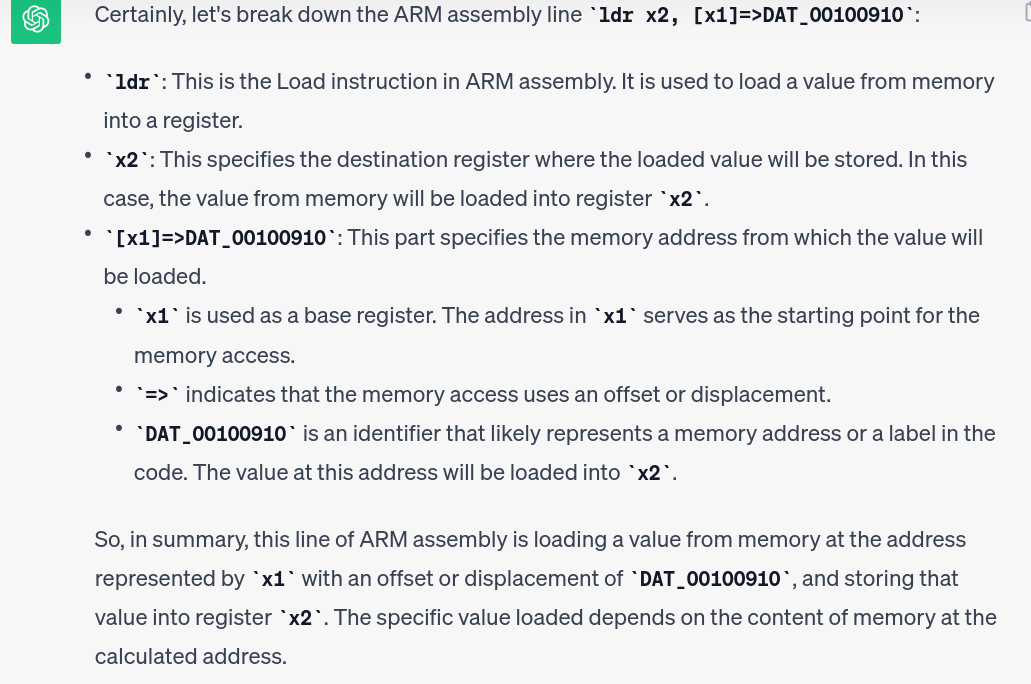 Certainly, let's break down the ARM assembly line `ldr x2, [x1]=>DAT_00100910`:
• `ldr`: This is the Load instruction in ARM assembly. It is used to load a value from memory
into a register.
• `x2`: This specifies the destination register where the loaded value will be stored. In this
case, the value from memory will be loaded into register `x2`.
• `[x1]=>DAT_00100910`: This part specifies the memory address from which the value will
be loaded.
• `x1` is used as a base register. The address in `x1` serves as the starting point for the
memory access.
• `=>` indicates that the memory access uses an offset or displacement.
• `DAT_00100910` is an identifier that likely represents a memory address or a label in the
code. The value at this address will be loaded into `x2`.
So, in summary, this line of ARM assembly is loading a value from memory at the address
represented by `x1` with an offset or displacement of `DAT_00100910`, and storing that
value into register `x2`. The specific value loaded depends on the content of memory at the
calculated address.